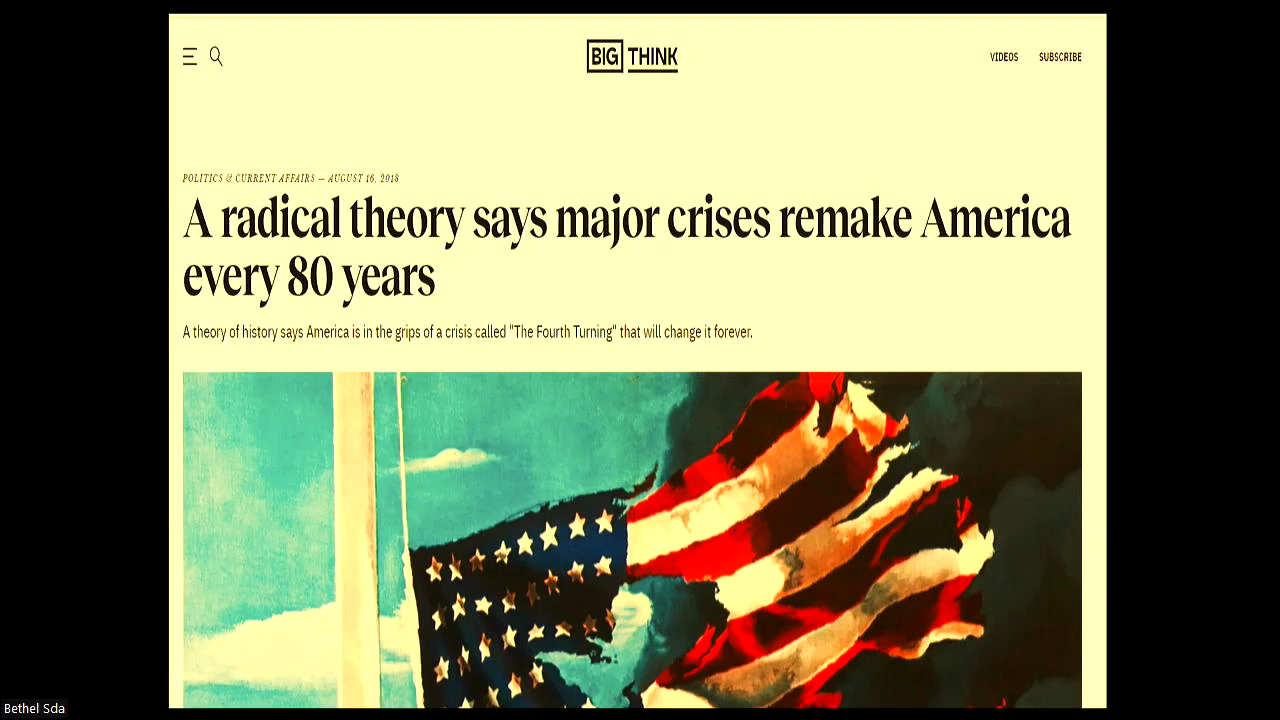 BIG THINK
VIDEOS SUBSCRIBE
POLITICS & CURRENT AFFAIRS — AUGUST 16, 2018
A radical theory says major crises remake America
every 80 years
A theory of history says America is in the grips of a crisis called "The Fourth Turning" that will change it forever.
Bethel Sda